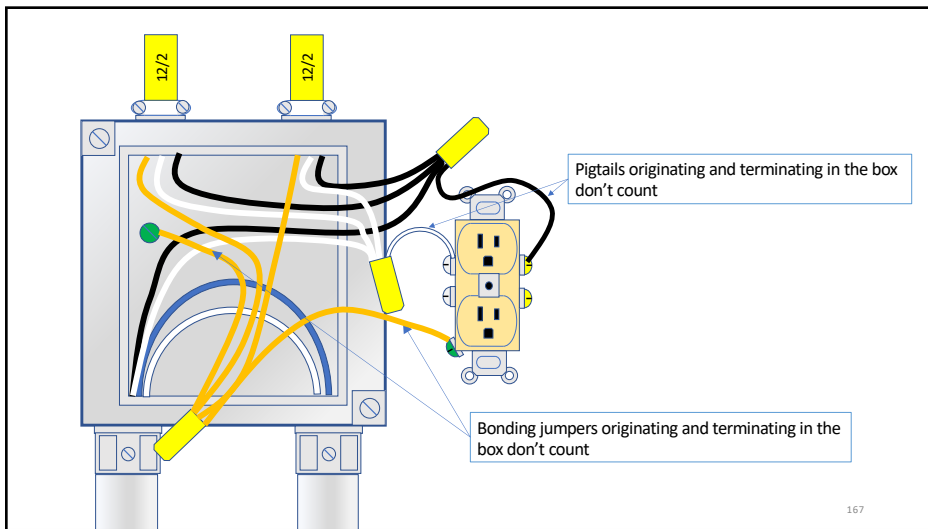 12/2
12/2
Pigtails originating and terminating in the box
don't count
Bonding jumpers originating and terminating in the
box don't count
167